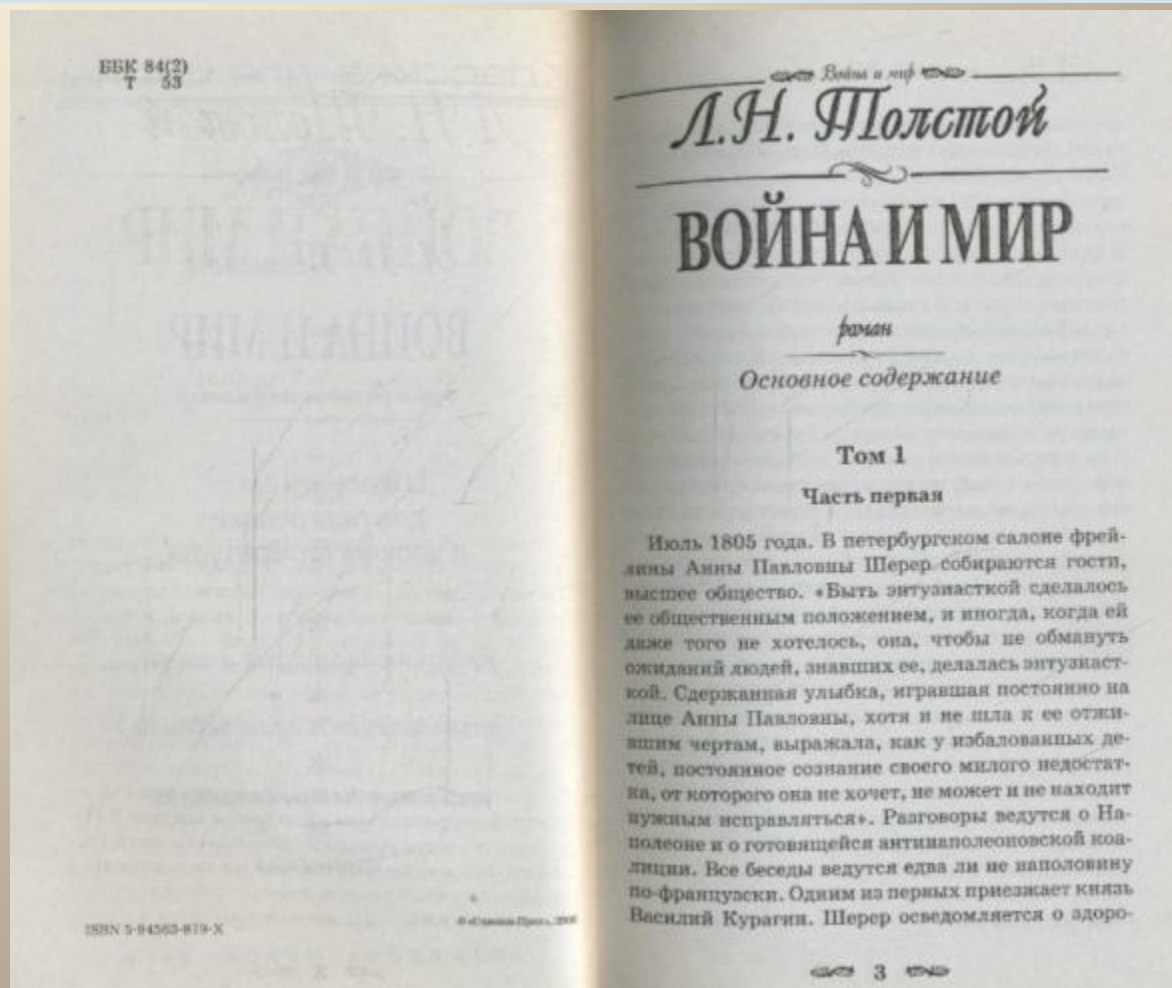 ББК 84(2)
Т 53
ISBN 5-94563-879-X
Война и мир
Л.Н. Толстой
ВОЙНА И МИР
роман
Основное содержание
Том 1
Часть первая
Июль 1805 года. В петербургском салоне фрей-
лины Анны Павловны Шерер собираются гости,
высшее общество. «Быть энтузиасткой сделалось
ее общественным положением, и иногда, когда ей
даже того не хотелось, она, чтобы не обмануть
ожиданий людей, знавших ее, делалась энтузиаст-
кой. Сдержанная улыбка, игравшая постоянно на
лице Анны Павловны, хотя и не шла к ее отжи-
вшим чертам, выражала, как у избалованных де-
тей, постоянное сознание своего милого недостат-
ка, от которого она не хочет, не может и не находит
нужным исправляться». Разговоры ведутся о На-
полеоне и о готовящейся антинаполеоновской коа-
лиции. Все беседы ведутся едва ли не наполовину
по-французски. Одним из первых приезжает князь
Василий Курагин. Шерер осведомляется о здоро-
3